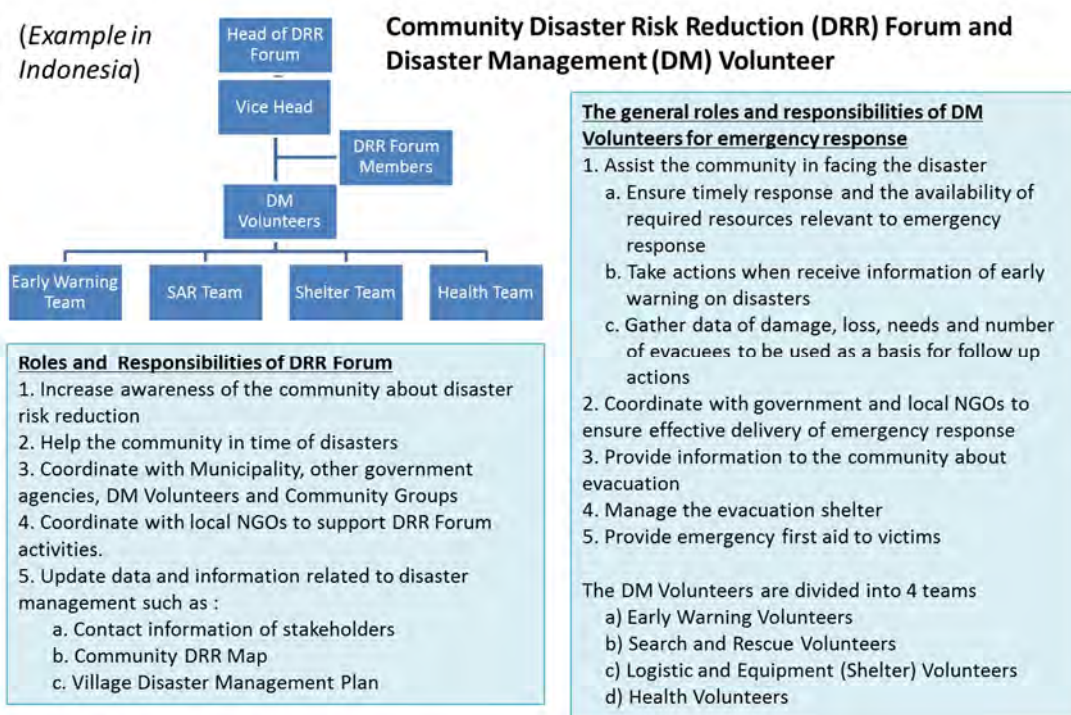 (Example in
Indonesia)
Community Disaster Risk Reduction (DRR) Forum and
Disaster Management (DM) Volunteer
Head of DRR
Forum
Vice Head
DRR Forum
Members
DM
Volunteers
Early Warning
Team
SAR Team
Shelter Team
Health Team
Roles and Responsibilities of DRR Forum
1. Increase awareness of the community about disaster
risk reduction
2. Help the community in time of disasters
3. Coordinate with Municipality, other government
agencies, DM Volunteers and Community Groups
4. Coordinate with local NGOs to support DRR Forum
activities.
5. Update data and information related to disaster
management such as :
a. Contact information of stakeholders
b. Community DRR Map
c. Village Disaster Management Plan
The general roles and responsibilities of DM
Volunteers for emergency response
1. Assist the community in facing the disaster
a. Ensure timely response and the availability of
required resources relevant to emergency
response
b. Take actions when receive information of early
warning on disasters
c. Gather data of damage, loss, needs and number
of evacuees to be used as a basis for follow up
actions
2. Coordinate with government and local NGOs to
ensure effective delivery of emergency response
3. Provide information to the community about
evacuation
4. Manage the evacuation shelter
5. Provide emergency first aid to victims
The DM Volunteers are divided into 4 teams
a) Early Warning Volunteers
b) Search and Rescue Volunteers
c) Logistic and Equipment (Shelter) Volunteers
d) Health Volunteers